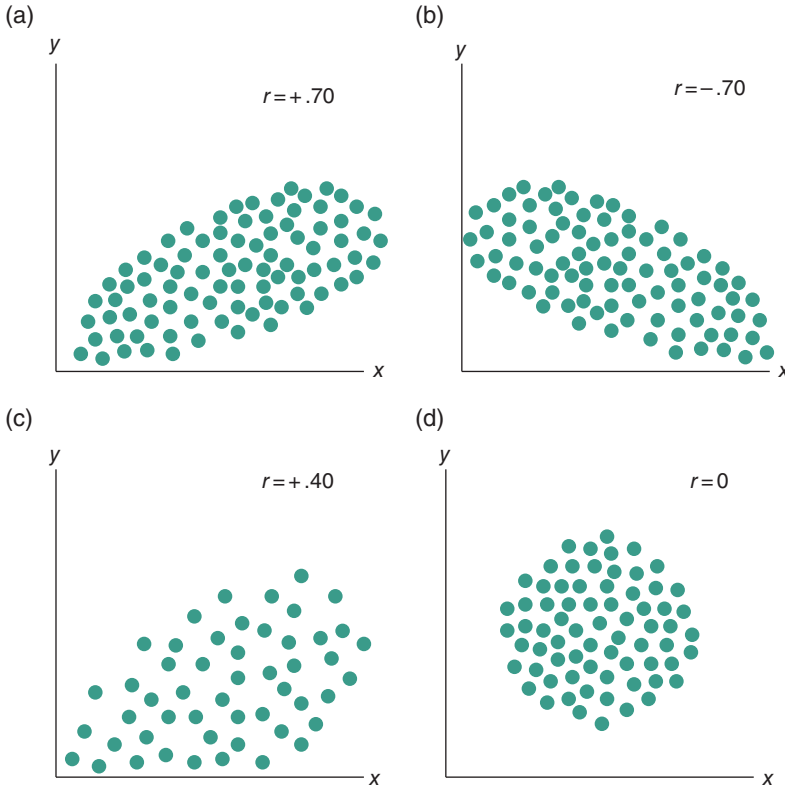 (a)
y
r = + .70
x
(b)
y
r = − .70
x
(c)
y
r = + .40
x
(d)
y
r = 0
x